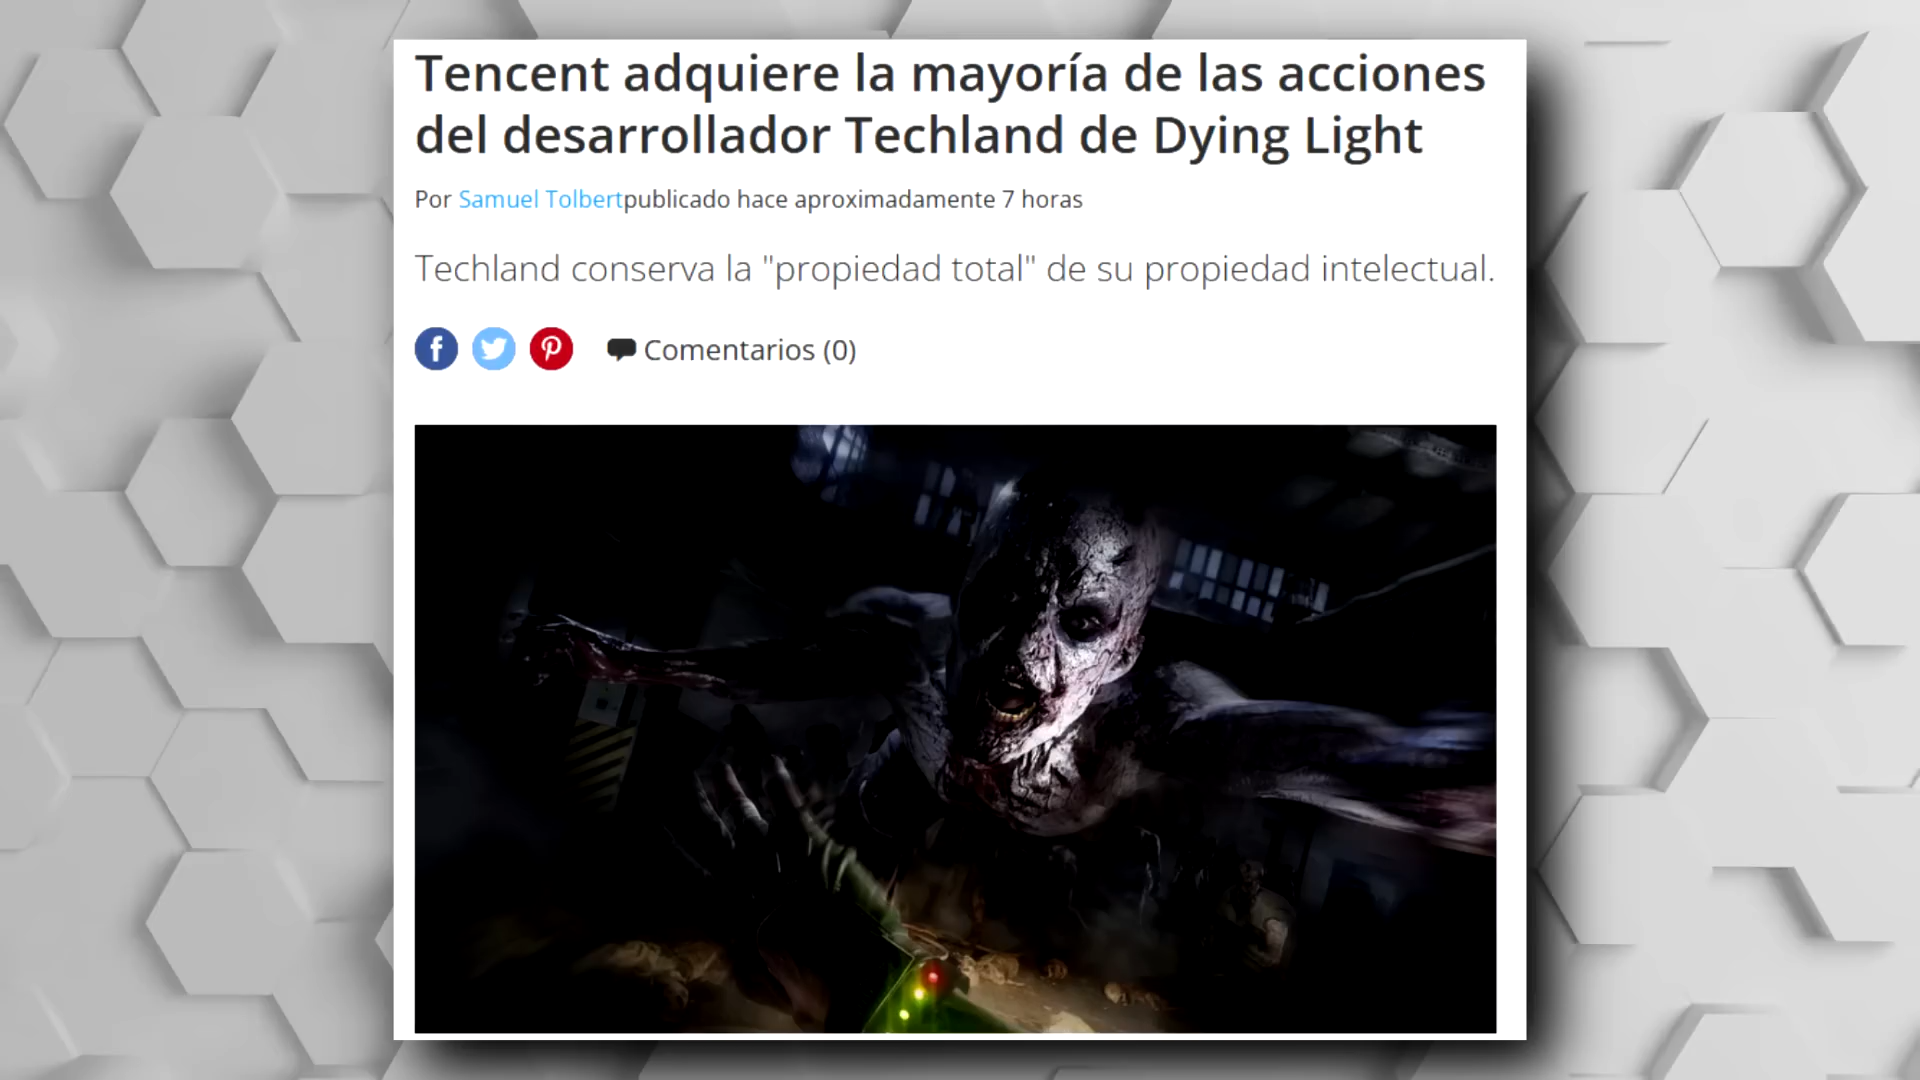 Tencent adquiere la mayoría de las acciones
del desarrollador Techland de Dying Light
Por Samuel Tolbertpublicado hace aproximadamente 7 horas
Techland conserva la "propiedad total" de su propiedad intelectual.
Comentarios (0)